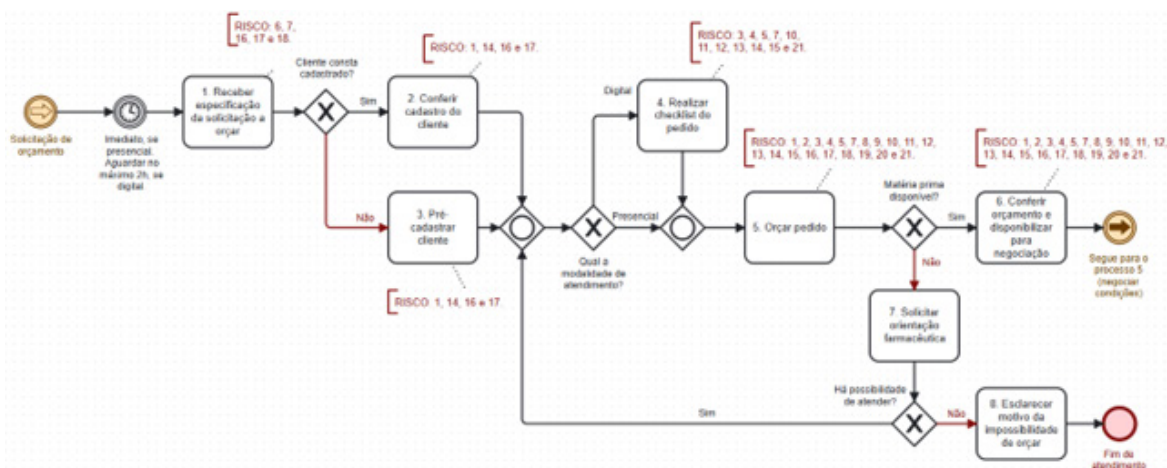 RISCO: 6, 7,
16, 17 e 18.
Cliente consta
cadastrado?
RISCO: 1, 14, 16 e 17.
RISCO: 3, 4, 5, 7, 10,
11, 12, 13, 14, 15 e 21.
Solicitação de
orçamento
Imediato, se
presencial.
Aguardar no
máximo 2h, se
digital
1. Receber
especificação
da solicitação a
orçar
Sim
2. Conferir
cadastro do
cliente
Não
3. Pré-
cadastrar
cliente
RISCO: 1, 14, 16 e 17
Digital
4. Realizar
checklist do
pedido
Presencial
Qual a
modalidade de
atendimento?
RISCO: 1, 2, 3, 4, 5, 7, 8, 9, 10, 11, 12,
13, 14, 15, 16, 17, 18, 19, 20 e 21.
5. Orçar pedido
Matéria prima
disponível?
Sim
RISCO: 1, 2, 3, 4, 5, 7, 8, 9, 10, 11, 12,
13, 14, 15, 16, 17, 18, 19, 20 e 21.
6. Conferir
orçamento e
disponibilizar
para
negociação
Segue para o
processo 5
(negociar
condições)
Não
7. Solicitar
orientação
farmacêutica
Há possibilidade
de atender?
Sim
Não
8. Esclarecer
motivo da
impossibilidade
de orçar
Fim de
atendimento